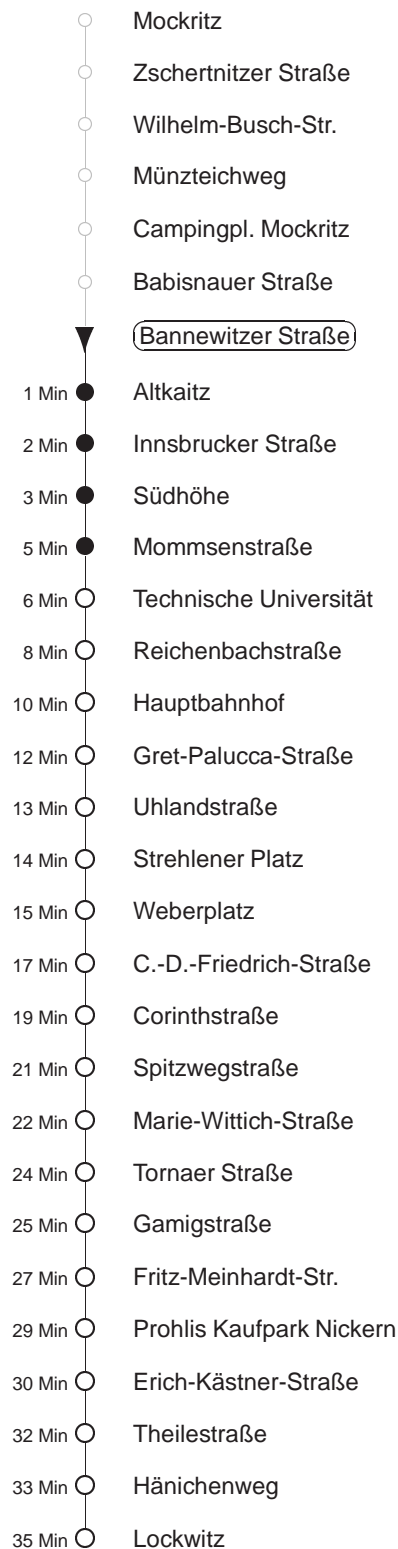 Mockritz
Zschertnitzer Straße
Wilhelm-Busch-Str.
Münzteichweg
Campingpl. Mockritz
Babisnauer Straße
Bannewitzer Straße
1 Min Altkaitz
2 Min Innsbrucker Straße
3 Min Südhöhe
5 Min Mommsenstraße
6 Min Technische Universität
8 Min Reichenbachstraße
10 Min Hauptbahnhof
12 Min Gret-Palucca-Straße
13 Min Uhlandstraße
14 Min Strehlener Platz
15 Min Weberplatz
17 Min C.-D.-Friedrich-Straße
19 Min Corinthstraße
21 Min Spitzwegstraße
22 Min Marie-Wittich-Straße
24 Min Tornaer Straße
25 Min Gamigstraße
27 Min Fritz-Meinhardt-Str.
29 Min Prohlis Kaufpark Nickern
30 Min Erich-Kästner-Straße
32 Min Theilestraße
33 Min Hänichenweg
35 Min Lockwitz